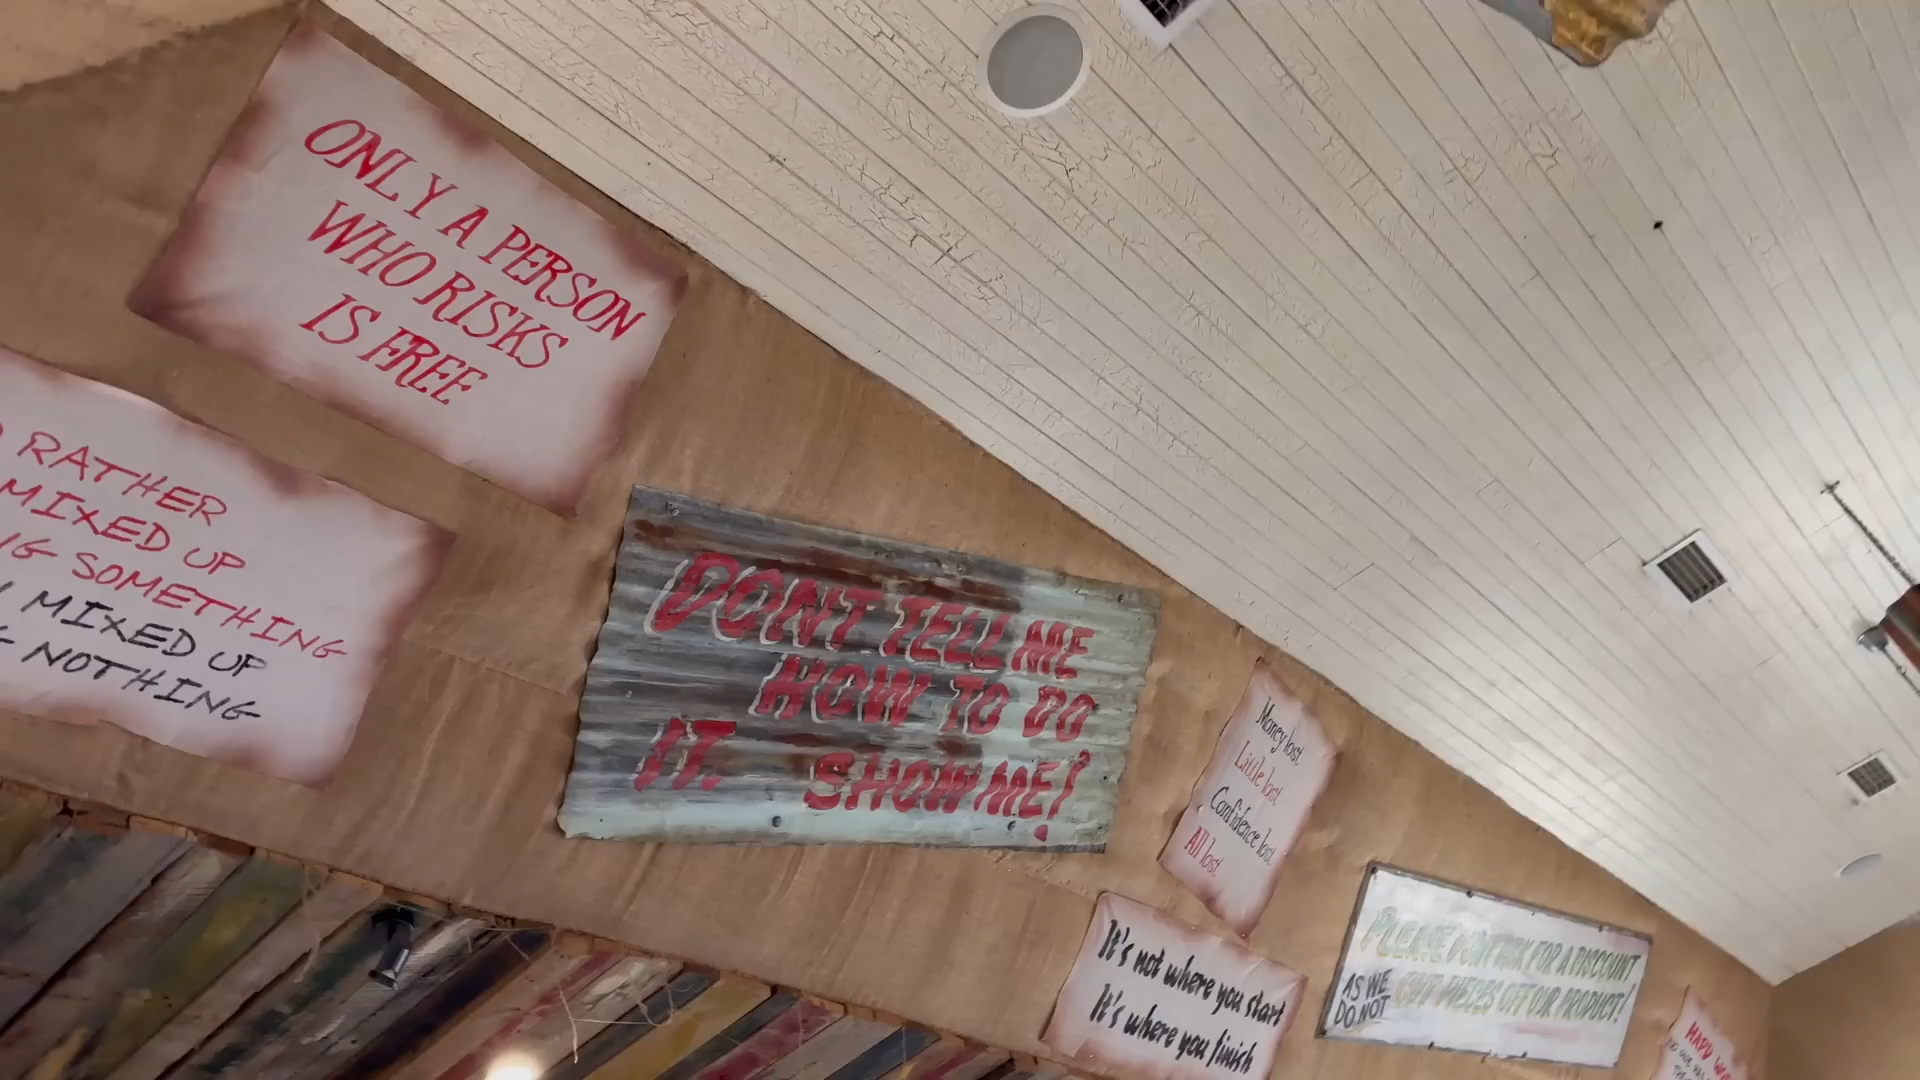 ONLY A PERSON
WHO RISKS
IS FREE
RATHER
MIXED UP
SOMETHING
MIXED UP
NOTHING
DONT TELL ME
HOW TO DO
IT. SHOW ME!
Money lost
Little lost
Confidence lost
All lost
It's not where you start
It's where you finish
PLEASE DON'T ASK FOR A DISCOUNT
AS WE
DO NOT
CUT PIECES OFF OUR PRODUCT!
HARD